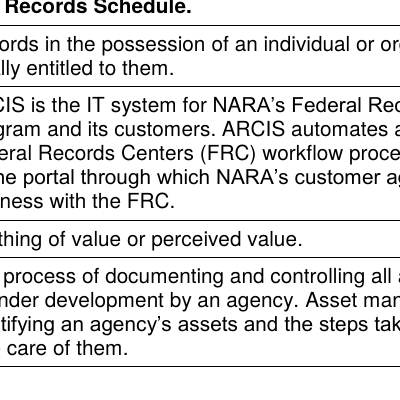 Records Schedule.
ords in the possession of an individual or or
lly entitled to them.
CIS is the IT system for NARA’s Federal Rec
gram and its customers. ARCIS automates a
eral Records Centers (FRC) workflow proce
he portal through which NARA’s customer a
ness with the FRC.
thing of value or perceived value.
process of documenting and controlling all a
nder development by an agency. Asset man
tifying an agency’s assets and the steps tak
care of them.